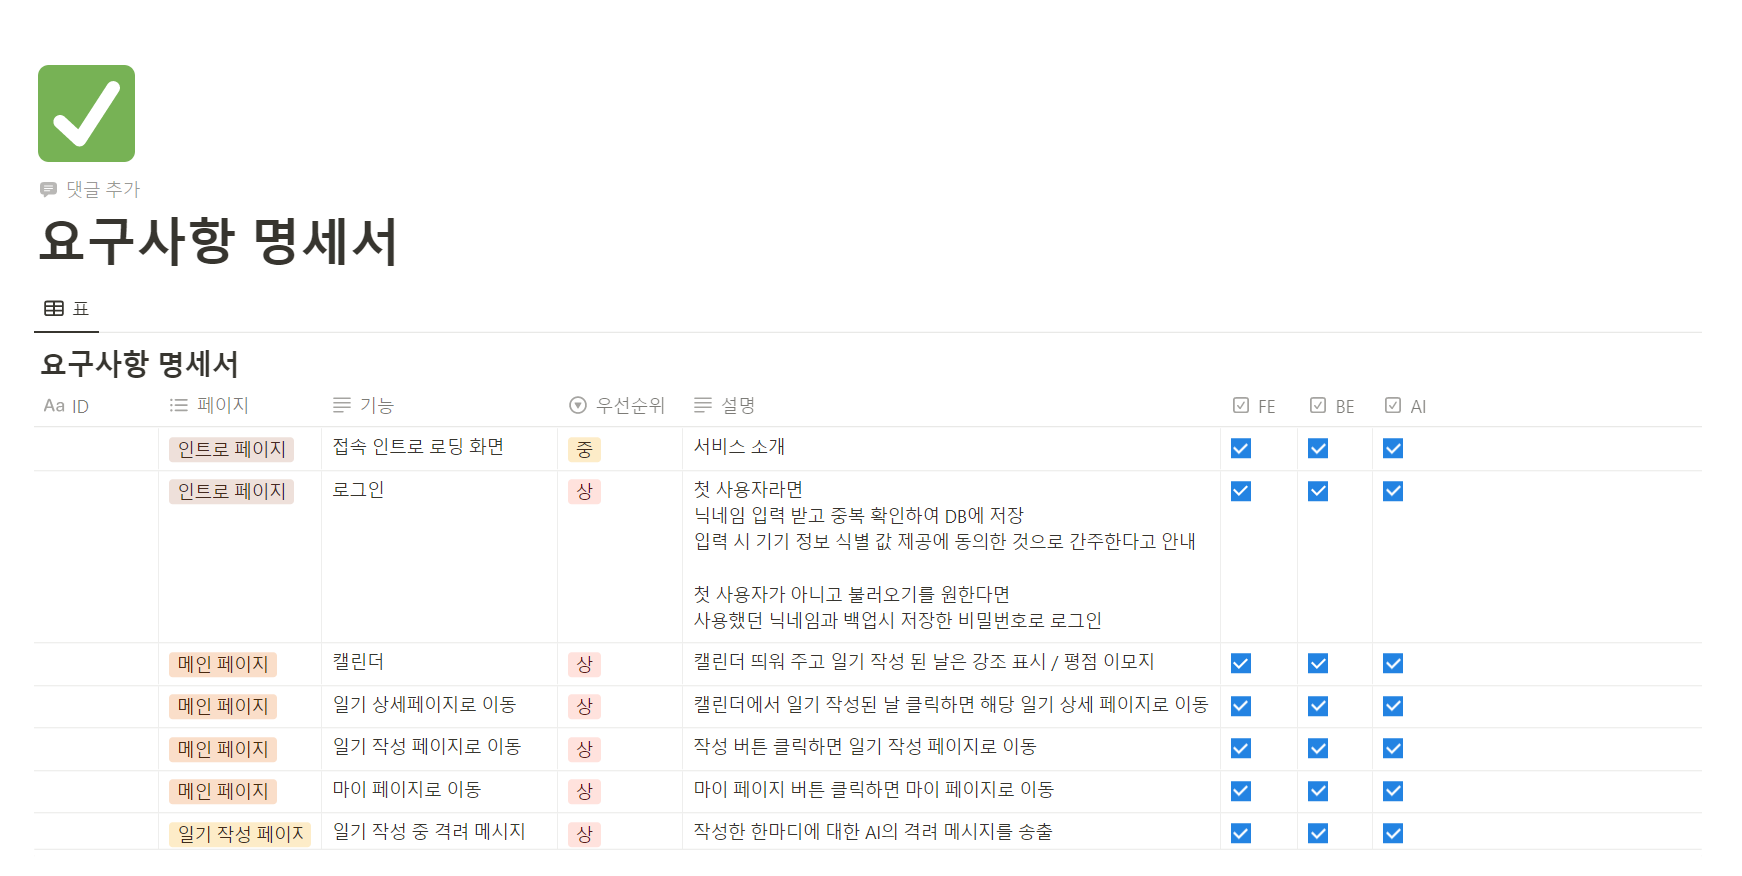 댓글 추가
요구사항 명세서
표
요구사항 명세서
Aa ID 페이지 기능 우선순위 설명 FE BE AI
인트로 페이지 접속 인트로 로딩 화면 중 서비스 소개
인트로 페이지 로그인 상 첫 사용자라면
닉네임 입력 받고 중복 확인하여 DB에 저장
입력 시 기기 정보 식별 값 제공에 동의한 것으로 간주한다고 안내
첫 사용자가 아니고 불러오기를 원한다면
사용했던 닉네임과 백업시 저장한 비밀번호로 로그인
메인 페이지 캘린더 상 캘린더 띄워 주고 일기 작성 된 날은 강조 표시 / 평점 이모지
메인 페이지 일기 상세페이지로 이동 상 캘린더에서 일기 작성된 날 클릭하면 해당 일기 상세 페이지로 이동
메인 페이지 일기 작성 페이지로 이동 상 작성 버튼 클릭하면 일기 작성 페이지로 이동
메인 페이지 마이 페이지로 이동 상 마이 페이지 버튼 클릭하면 마이 페이지로 이동
일기 작성 페이지 일기 작성 중 격려 메시지 상 작성한 한마디에 대한 AI의 격려 메시지를 송출